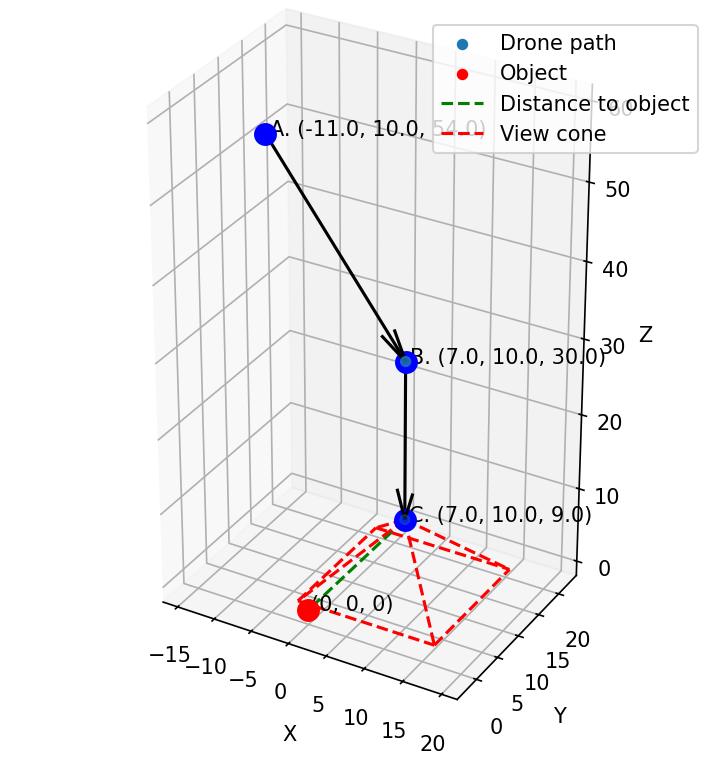 Drone path
Object
Distance to object
View cone
A. (-11.0, 10.0, 54.0)
60
50
40
Z
30
B. (7.0, 10.0, 30.0)
20
10
C. (7.0, 10.0, 9.0)
0
(0, 0, 0)
−15
−10
−5
0
5
10
15
20
X
0
5
10
15
20
Y